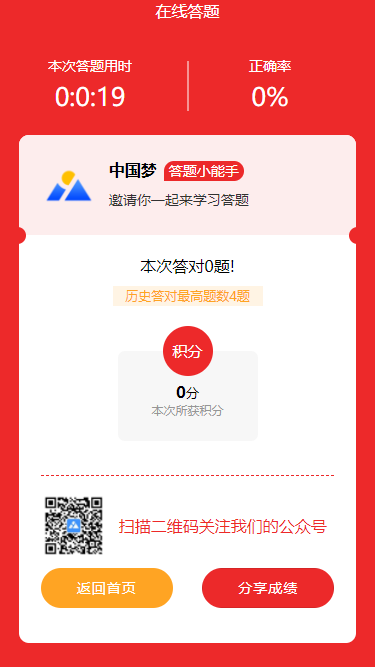 在线答题
本次答题用时
正确率
0:0:19
0%
中国梦 答题小能手
邀请你一起来学习答题
本次答对0题!
历史答对最高题数4题
积分
0分
本次所获积分
扫描二维码关注我们的公众号
返回首页
分享成绩